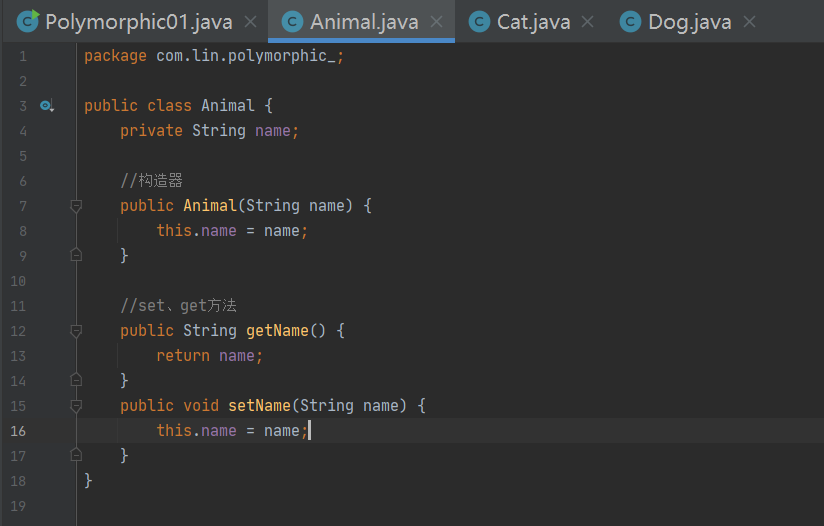 Polymorphic01.java Animal.java Cat.java Dog.java
1 package com.lin.polymorphic_;
2
3 public class Animal {
4 private String name;
5
6 //构造器
7 public Animal(String name) {
8 this.name = name;
9 }
10
11 //set、get方法
12 public String getName() {
13 return name;
14 }
15 public void setName(String name) {
16 this.name = name;
17 }
18 }
19